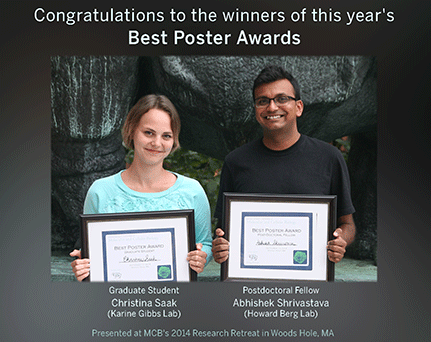 Congratulations to the winners of this year's
Best Poster Awards
BEST POSTER AWARD
BEST POSTER AWARD
Graduate Student
Christina Saak
(Karine Gibbs Lab)
Postdoctoral Fellow
Abhishek Shrivastava
(Howard Berg Lab)
Presented at MCB's 2014 Research Retreat in Woods Hole, MA